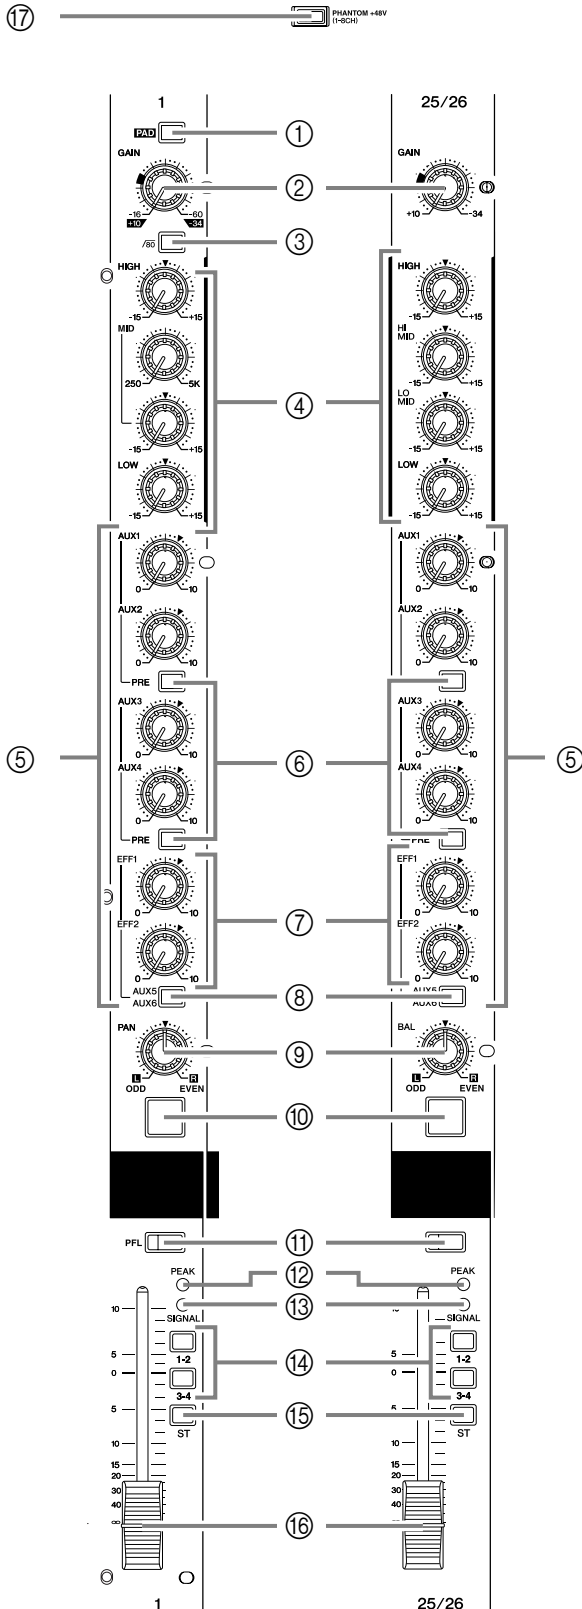 ⑰ PHANTOM +48V
(1-8CH)
1 25/26
PAD ①
GAIN GAIN
②
-16 -60 +10 -34
+10 -34
/80 ③
HIGH HIGH
-15 +15 -15 +15
MID HI
MID
250 5K -15 +15
④
LO
MID
-15 +15 -15 +15
LOW LOW
-15 +15 -15 +15
AUX1 AUX1
0 10 0 10
AUX2 AUX2
0 10 0 10
PRE
AUX3 AUX3
0 10 0 10
⑤ ⑥ ⑤
AUX4 AUX4
0 10 0 10
PRE PRE
EFF1 EFF1
0 10 0 10
⑦
EFF2 EFF2
0 10 0 10
AUX5 ⑧ AUX5
AUX6 AUX6
PAN BAL
⑨
L R L R
ODD EVEN ODD EVEN
⑩
PFL ⑪
PEAK ⑫ PEAK
10 ⑬ 10
SIGNAL SIGNAL
5 5
1-2 ⑭ 1-2
0 0
3-4 3-4
5 ⑮ 5
ST ST
10 10
15 15
20 20
30 30
40 40
∞ ⑯ ∞
1 25/26